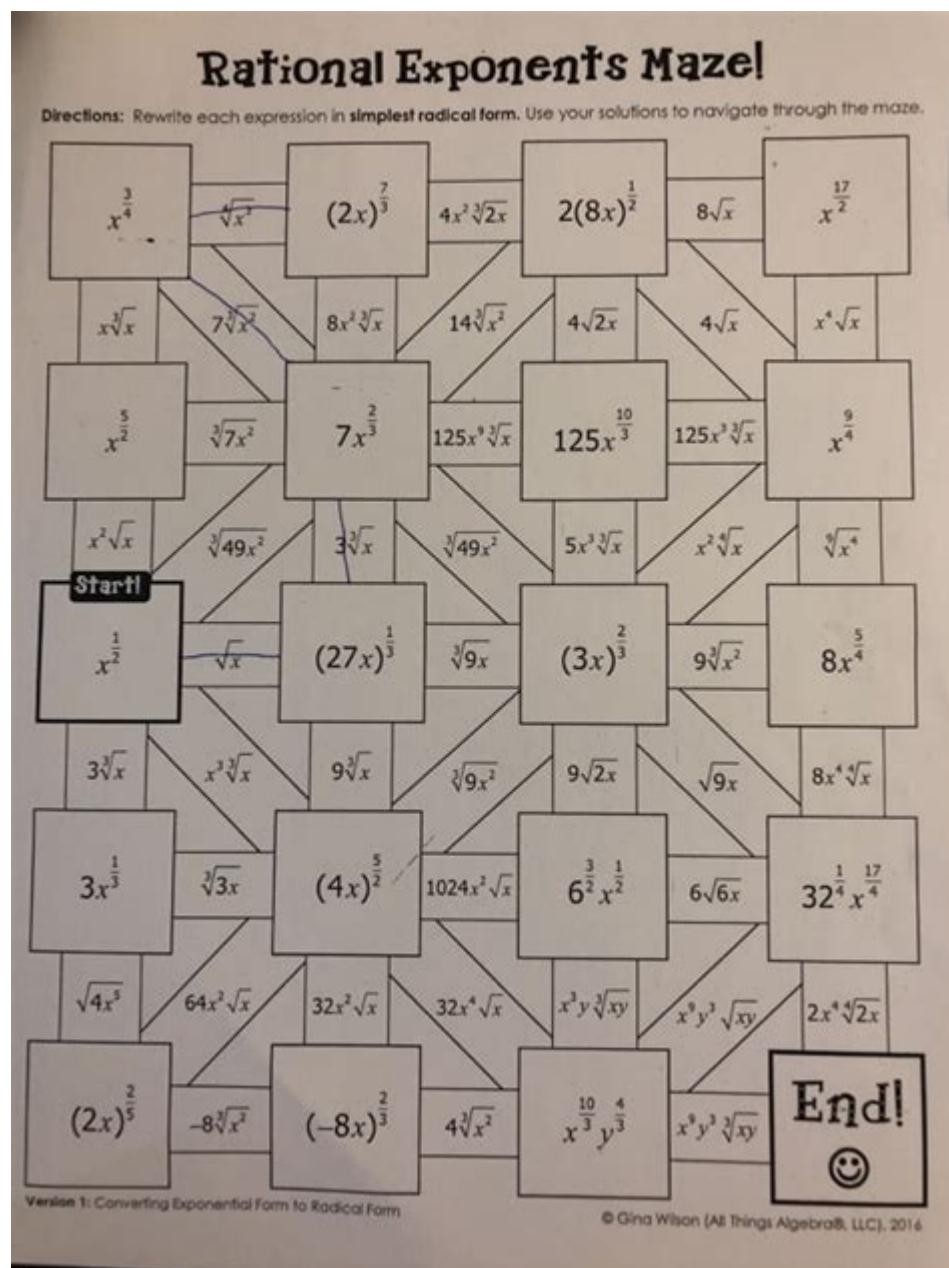 Rational Exponents Maze!
Directions: Rewrite each expression in simplest radical form. Use your solutions to navigate through the maze.
x^(3/4) ∜x³ (2x)^(7/3) 4x²∛2x 2(8x)^(1/2) 8√x x^(17/2)
x∛x 7∛x² 8x²∛x 14∛x² 4√2x 4√x x⁴√x
x^(5/2) ∛7x² 7x^(2/3) 125x⁹∛x 125x^(10/3) 125x³∛x x^(9/4)
x²√x ∛49x² 3∛x ∛49x² 5x³∛x x²∜x ⁹√x⁴
Start!
x^(1/2) √x (27x)^(1/3) ∛9x (3x)^(2/3) 9∛x² 8x^(5/4)
3∛x x³∛x 9∛x ∛9x² 9√2x √9x 8x⁴∜x
3x^(1/3) ∛3x (4x)^(5/2) 1024x²√x 6^(3/2)x^(1/2) 6√6x 32^(1/4)x^(17/4)
√4x⁵ 64x²√x 32x²√x 32x⁴√x x³y∛xy x⁹y³√xy 2x⁴∜2x
(2x)^(2/5) -8∛x² (-8x)^(2/3) 4∛x² x^(10/3)y^(4/3) x⁹y³∛xy End!
Version 1: Converting Exponential Form to Radical Form
© Gina Wilson (All Things Algebra®, LLC), 2016